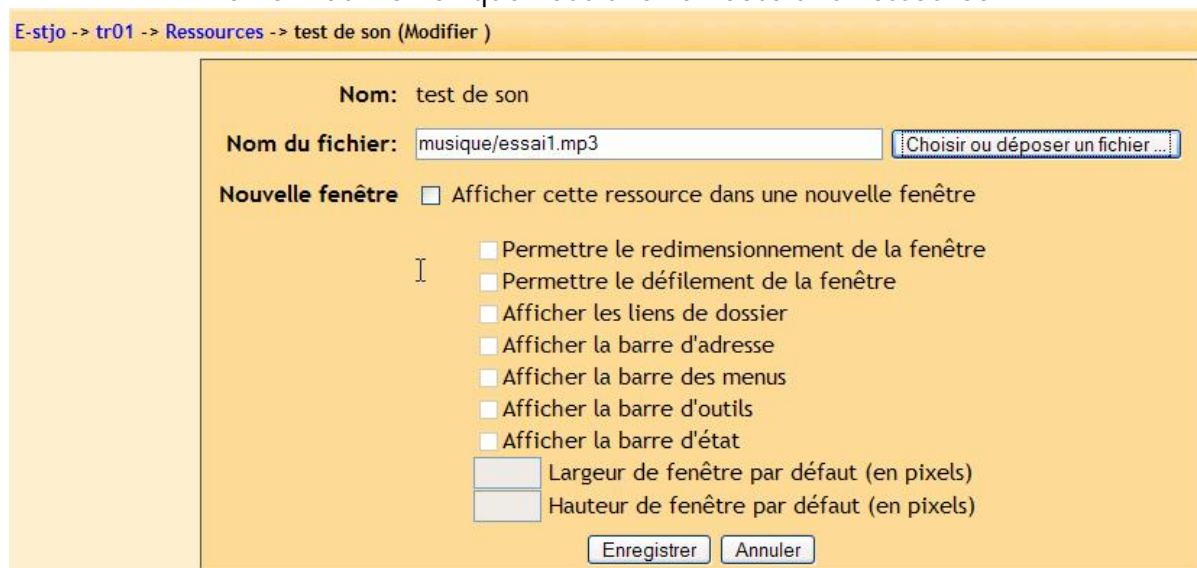 E-stjo -> tr01 -> Ressources -> test de son (Modifier )
Nom: test de son
Nom du fichier: musique/essai1.mp3 Choisir ou déposer un fichier ...
Nouvelle fenêtre Afficher cette ressource dans une nouvelle fenêtre
Permettre le redimensionnement de la fenêtre
Permettre le défilement de la fenêtre
Afficher les liens de dossier
Afficher la barre d'adresse
Afficher la barre des menus
Afficher la barre d'outils
Afficher la barre d'état
Largeur de fenêtre par défaut (en pixels)
Hauteur de fenêtre par défaut (en pixels)
Enregistrer Annuler